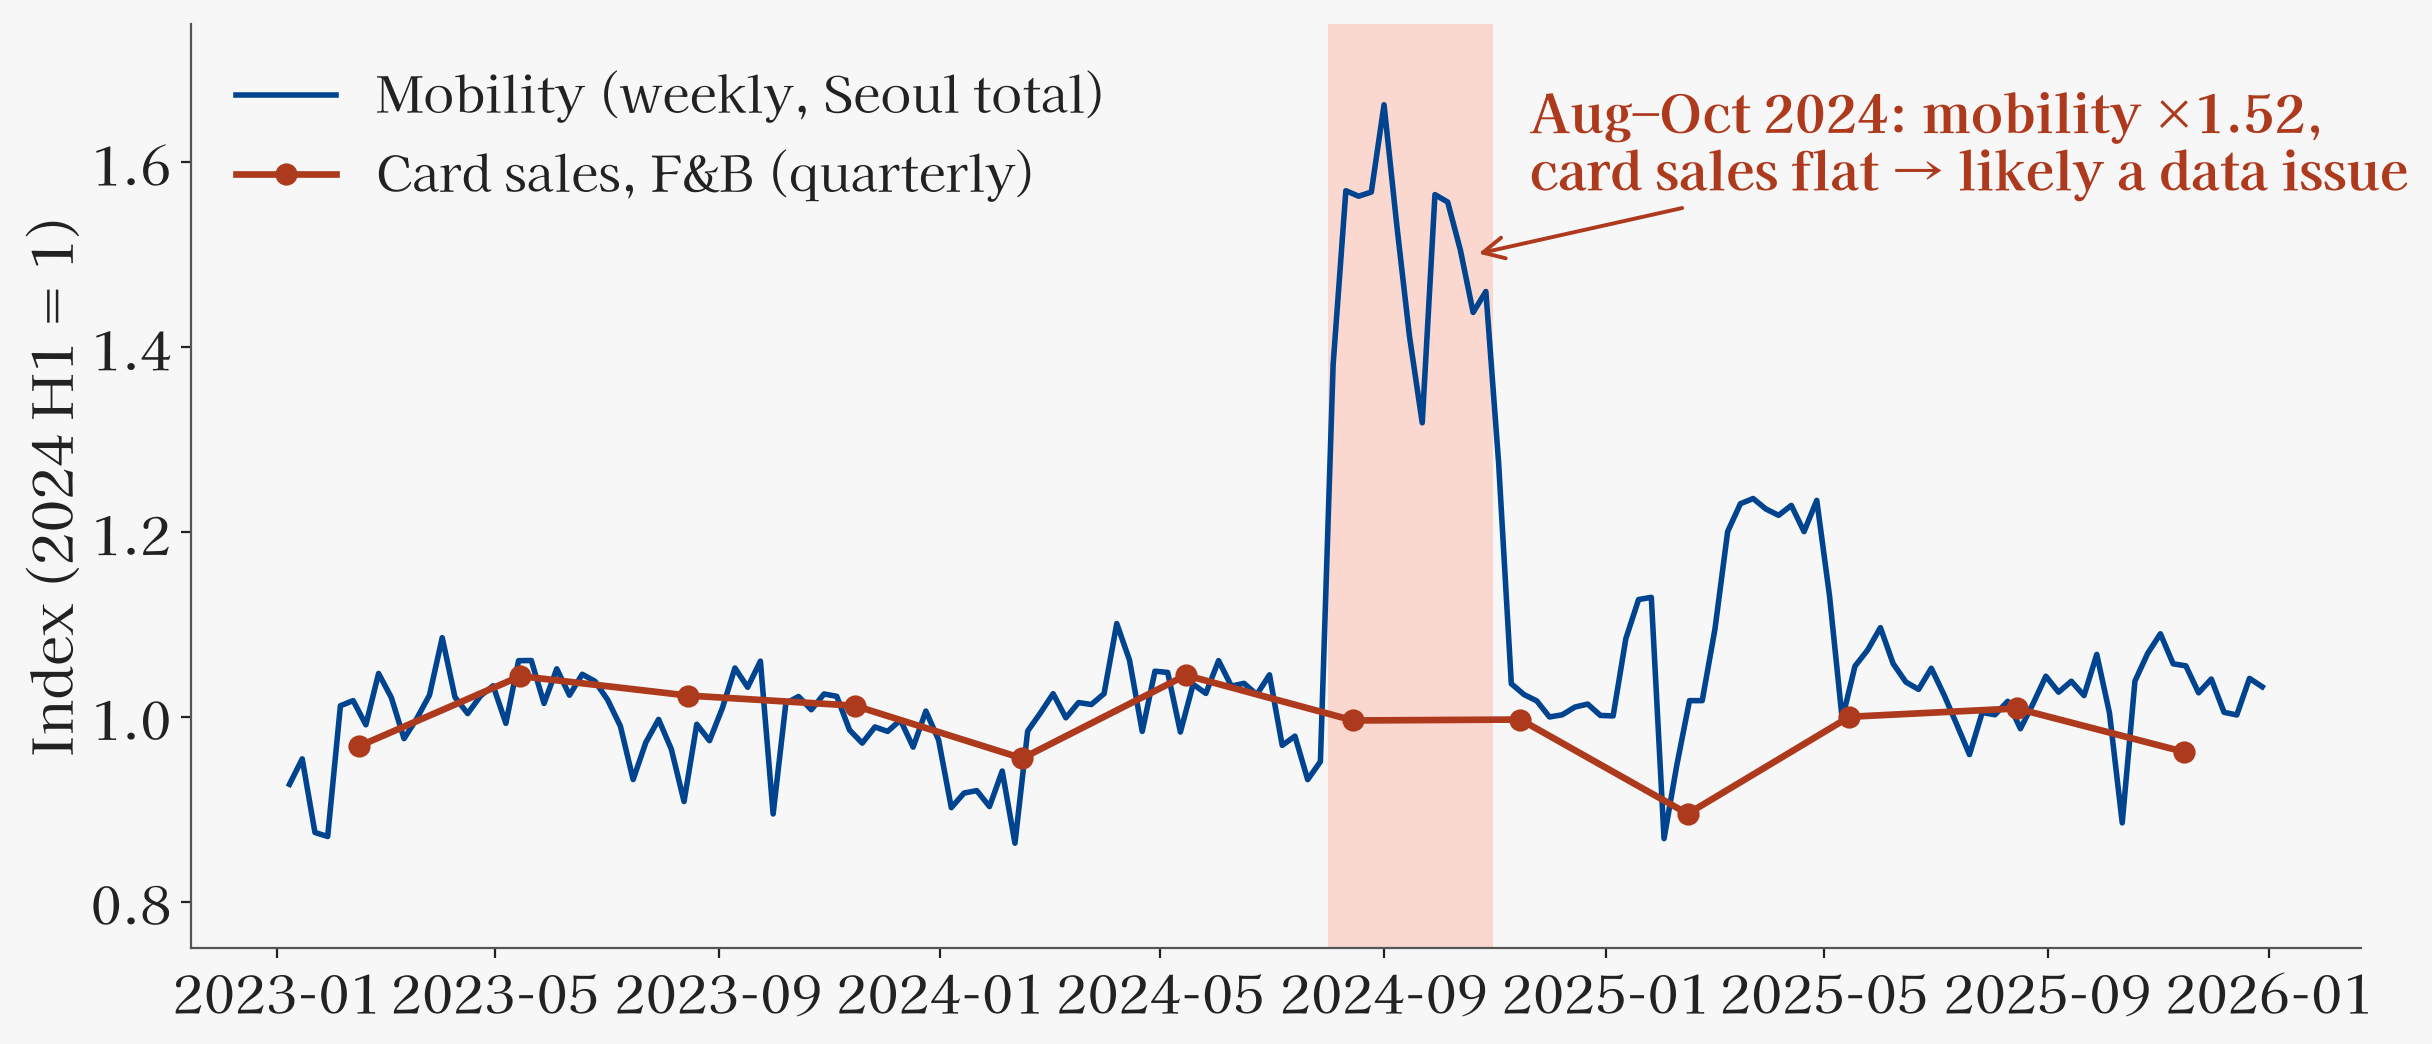 Mobility (weekly, Seoul total)
Card sales, F&B (quarterly)
Aug–Oct 2024: mobility ×1.52,
card sales flat → likely a data issue
Index (2024 H1 = 1)
1.6
1.4
1.2
1.0
0.8
2023-01 2023-05 2023-09 2024-01 2024-05 2024-09 2025-01 2025-05 2025-09 2026-01